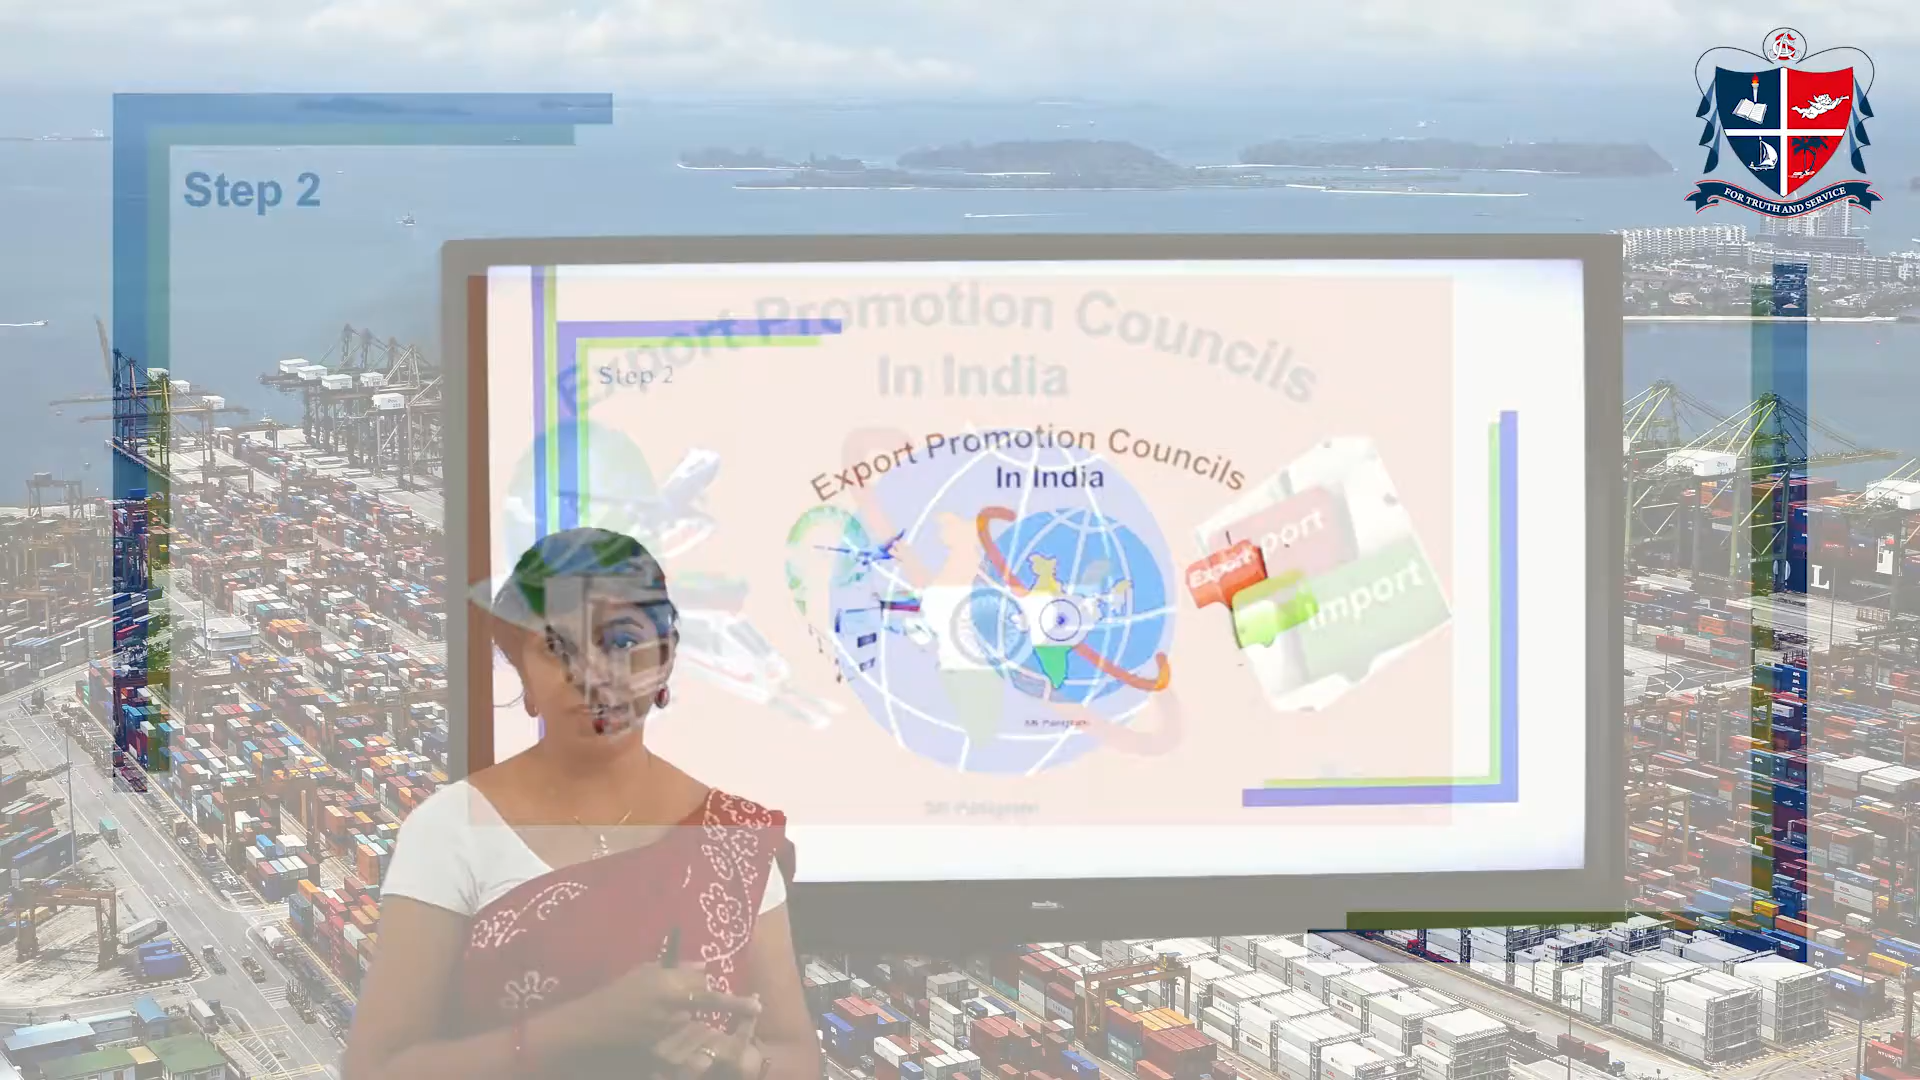 FOR TRUTH AND SERVICE
Step 2
Export Promotion Councils
In India
Step 2
Export Promotion Councils
In India
Export
Import
Export